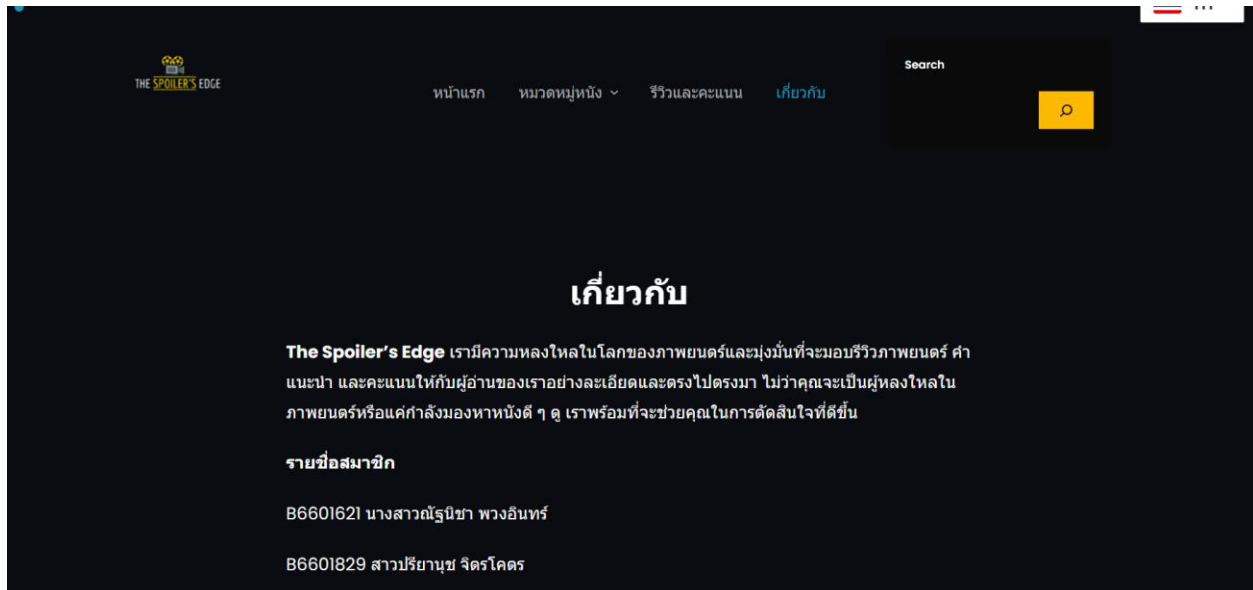 THE SPOILER'S EDGE
หน้าแรก
หมวดหมู่หนัง
รีวิวและคะแนน
เกี่ยวกับ
Search
เกี่ยวกับ
The Spoiler’s Edge เรามีความหลงใหลในโลกของภาพยนตร์และมุ่งมั่นที่จะมอบรีวิวภาพยนตร์ คำ
แนะนำ และคะแนนให้กับผู้อ่านของเราอย่างละเอียดและตรงไปตรงมา ไม่ว่าคุณจะเป็นผู้หลงใหลใน
ภาพยนตร์หรือแค่กำลังมองหาหนังดี ๆ ดู เราพร้อมที่จะช่วยคุณในการตัดสินใจที่ดีขึ้น
รายชื่อสมาชิก
B6601621 นางสาวณัฐนิชา พวงอินทร์
B6601829 สาวปรียานุช จิตรโคตร